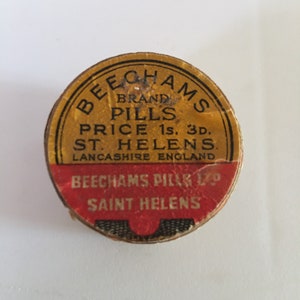 BEECHAMS
BRAND
PILLS
PRICE 1s. 3D.
ST. HELENS.
LANCASHIRE ENGLAND
BEECHAMS PILLS LTD
SAINT HELENS